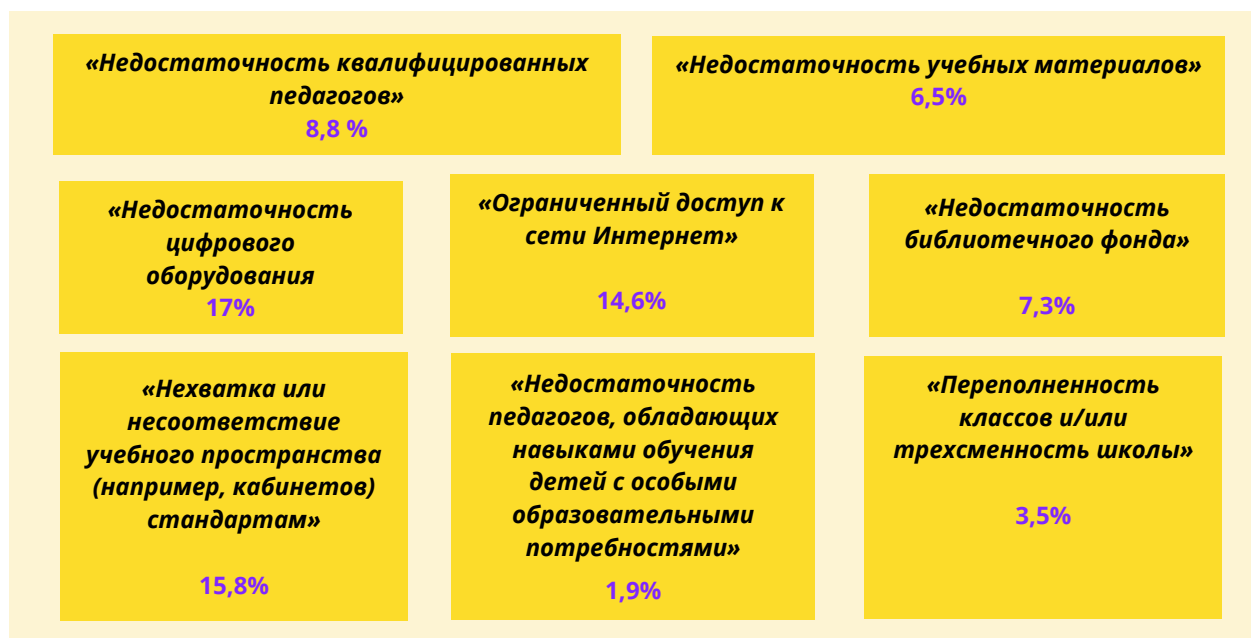 «Недостаточность квалифицированных
педагогов»
8,8 %
«Недостаточность учебных материалов»
6,5%
«Недостаточность
цифрового
оборудования
17%
«Ограниченный доступ к
сети Интернет»
14,6%
«Недостаточность
библиотечного фонда»
7,3%
«Нехватка или
несоответствие
учебного пространства
(например, кабинетов)
стандартам»
15,8%
«Недостаточность
педагогов, обладающих
навыками обучения
детей с особыми
образовательными
потребностями»
1,9%
«Переполненность
классов и/или
трехсменность школы»
3,5%